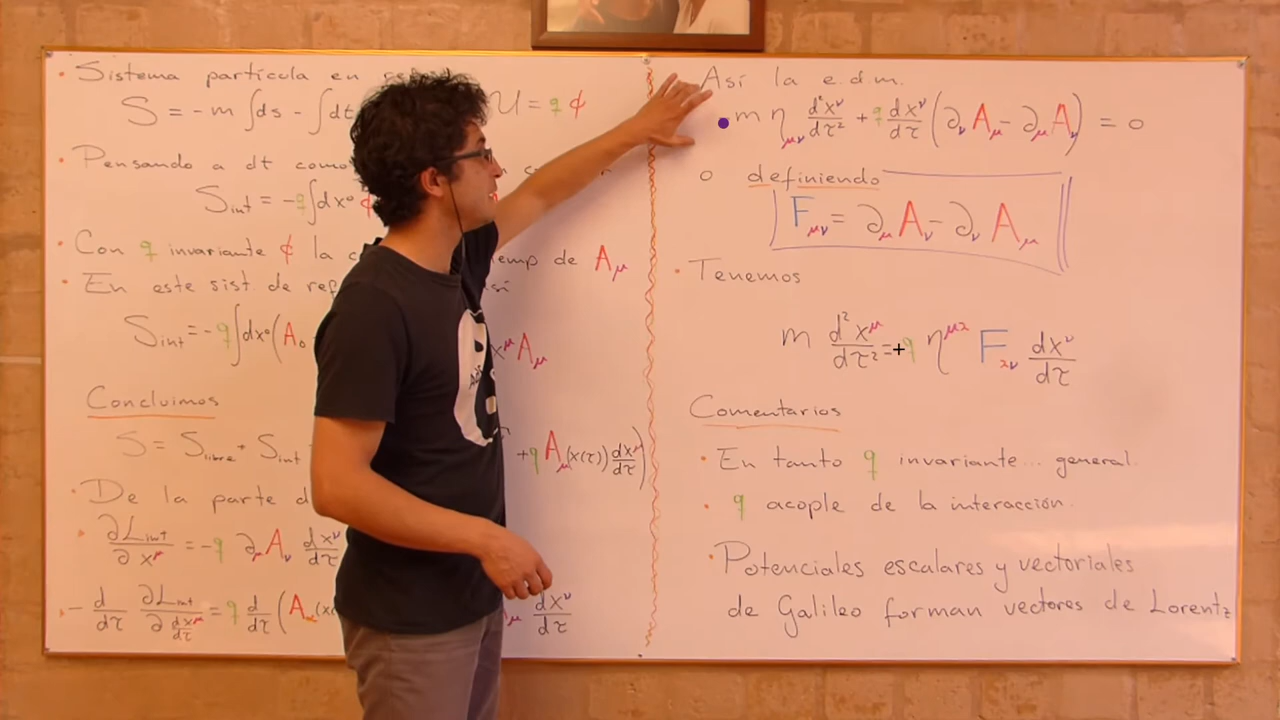 • Sistema partícula en
S = -m∫ds - ∫dt
U = q ¢
• Pensando a dt como
S_int = -q∫dx⁰
• Con q invariante ¢ la
de A_μ
• En este sist. de
S_int = -q∫dx⁰(A₀
x^μ A_μ
Concluimos
S = S_libre + S_int
+q A_μ(x(τ)) dx^μ/dτ)
• De la parte
∂L_int/∂x^μ = -q ∂_μ A_ν dx^ν/dτ
- d/dτ ∂L_int/∂ dx^μ/dτ = q d/dτ (A
dx^ν/dτ
Así la e.d.m.
m η_μν d²x^ν/dτ² + q dx^ν/dτ (∂_ν A_μ - ∂_μ A_ν) = 0
o definiendo
F_μν = ∂_μ A_ν - ∂_ν A_μ
• Tenemos
m d²x^μ/dτ² = +q η^μλ F_λν dx^ν/dτ
Comentarios
• En tanto q invariante... general.
• q acople de la interacción
• Potenciales escalares y vectoriales
de Galileo forman vectores de Lorentz